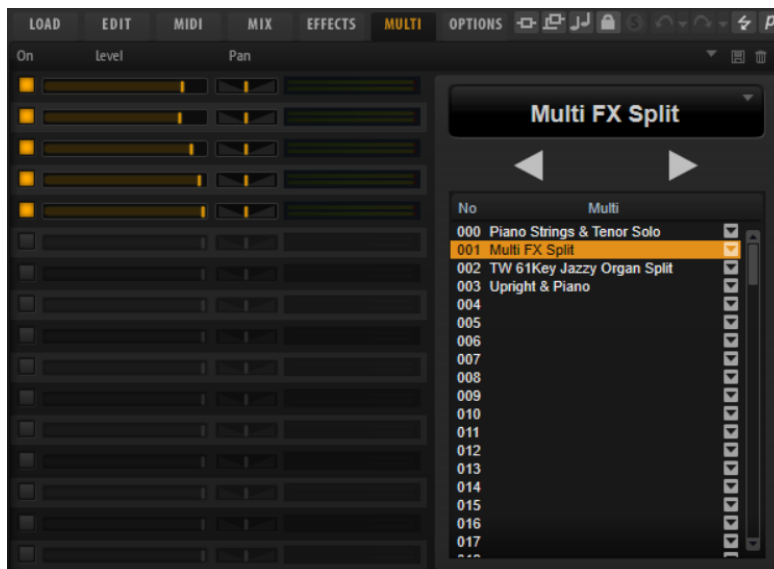 LOAD EDIT MIDI MIX EFFECTS MULTI OPTIONS
On Level Pan
Multi FX Split
No Multi
000 Piano Strings & Tenor Solo
001 Multi FX Split
002 TW 61Key Jazzy Organ Split
003 Upright & Piano
004
005
006
007
008
009
010
011
012
013
014
015
016
017